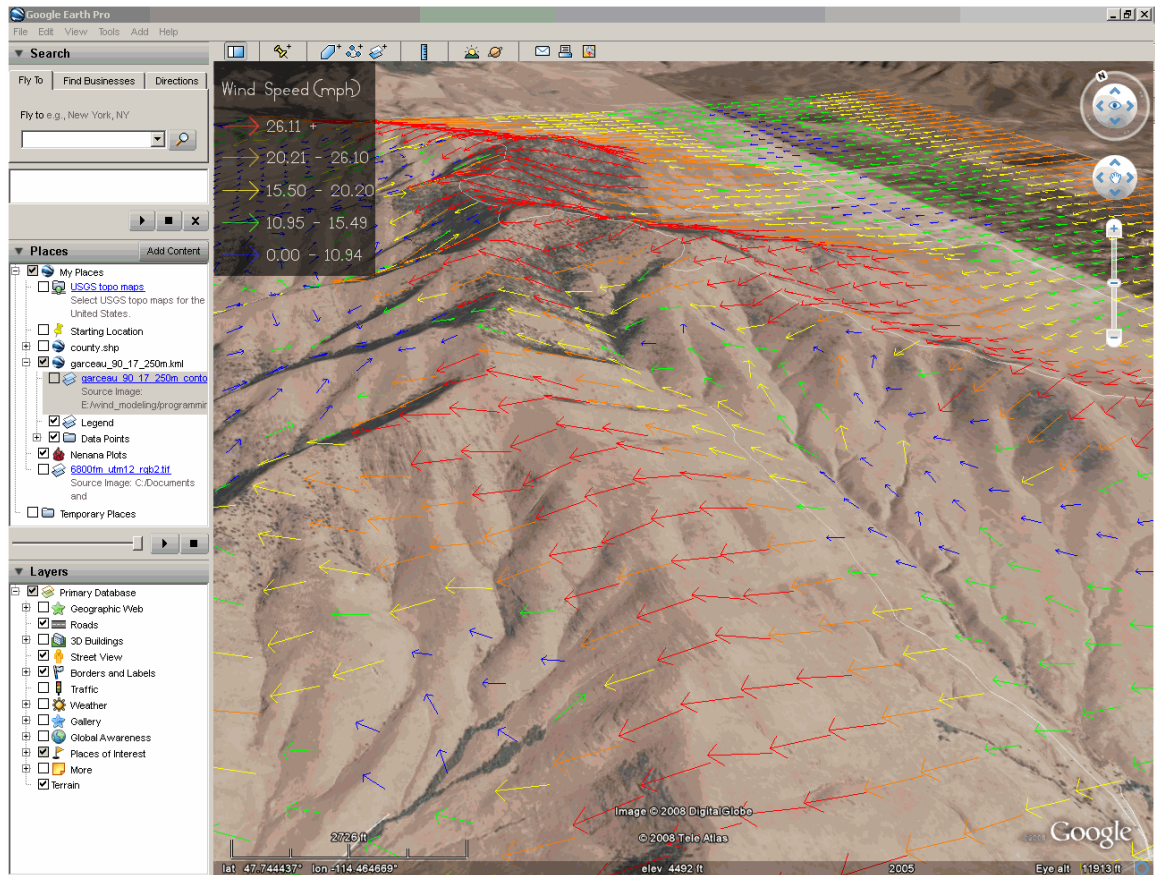 Google Earth Pro
File Edit View Tools Add Help
Search
Fly To Find Businesses Directions
Fly to e.g., New York, NY
Places Add Content
My Places
USGS topo maps
Select USGS topo maps for the
United States.
Starting Location
county.shp
garceau_90_17_250m.kml
garceau_90_17_250m_conto
Source Image:
E:/wind_modeling/programmin
Legend
Data Points
Nenana Plots
6800fm_utm12_rgb2.tif
Source Image: C:/Documents
and
Temporary Places
Layers
Primary Database
Geographic Web
Roads
3D Buildings
Street View
Borders and Labels
Traffic
Weather
Gallery
Global Awareness
Places of Interest
More
Terrain
Wind Speed (mph)
26.11 +
20.21 - 26.10
15.50 - 20.20
10.95 - 15.49
0.00 - 10.94
N
Image © 2008 DigitalGlobe
© 2008 Tele Atlas
Google
2726 ft
lat 47.744437° lon -114.464669° elev 4492 ft 2005 Eye alt 11913 ft